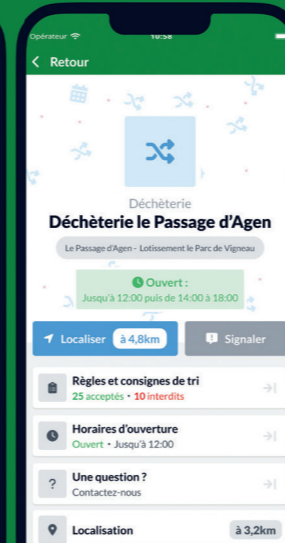 Opérateur 10:58
Retour
Déchèterie
Déchèterie le Passage d'Agen
Le Passage d'Agen - Lotissement le Parc de Vigneau
Ouvert :
Jusqu'à 12:00 puis de 14:00 à 18:00
Localiser à 4,8km Signaler
Règles et consignes de tri
25 acceptés • 10 interdits
Horaires d'ouverture
Ouvert • Jusqu'à 12:00
Une question ?
Contactez-nous
Localisation à 3,2km